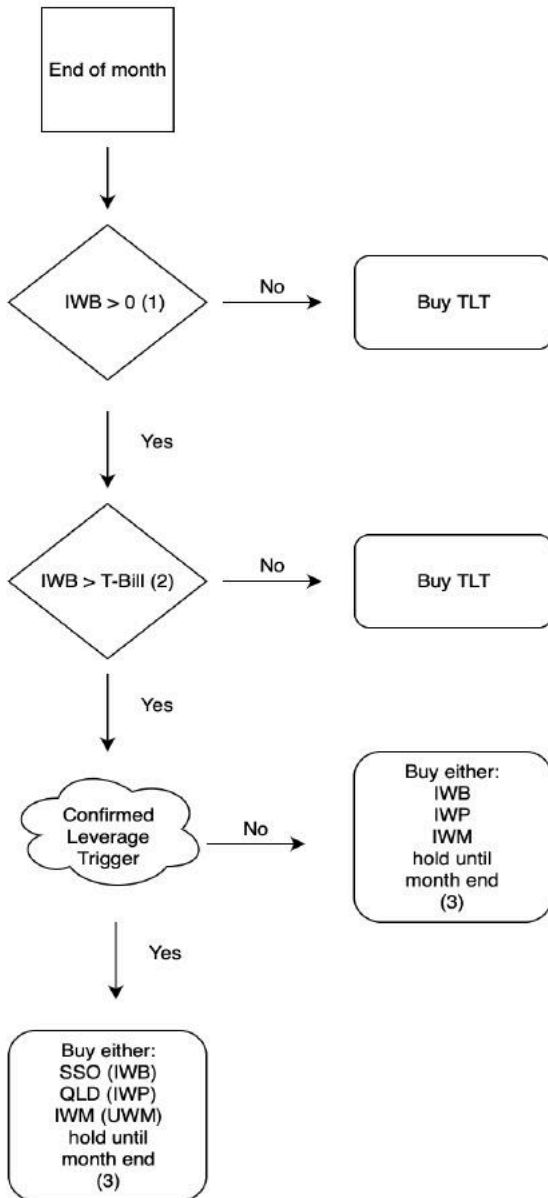 End of month
IWB > 0 (1)
No
Buy TLT
Yes
IWB > T-Bill (2)
No
Buy TLT
Yes
Confirmed
Leverage
Trigger
No
Buy either:
IWB
IWP
IWM
hold until
month end
(3)
Yes
Buy either:
SSO (IWB)
QLD (IWP)
IWM (UWM)
hold until
month end
(3)